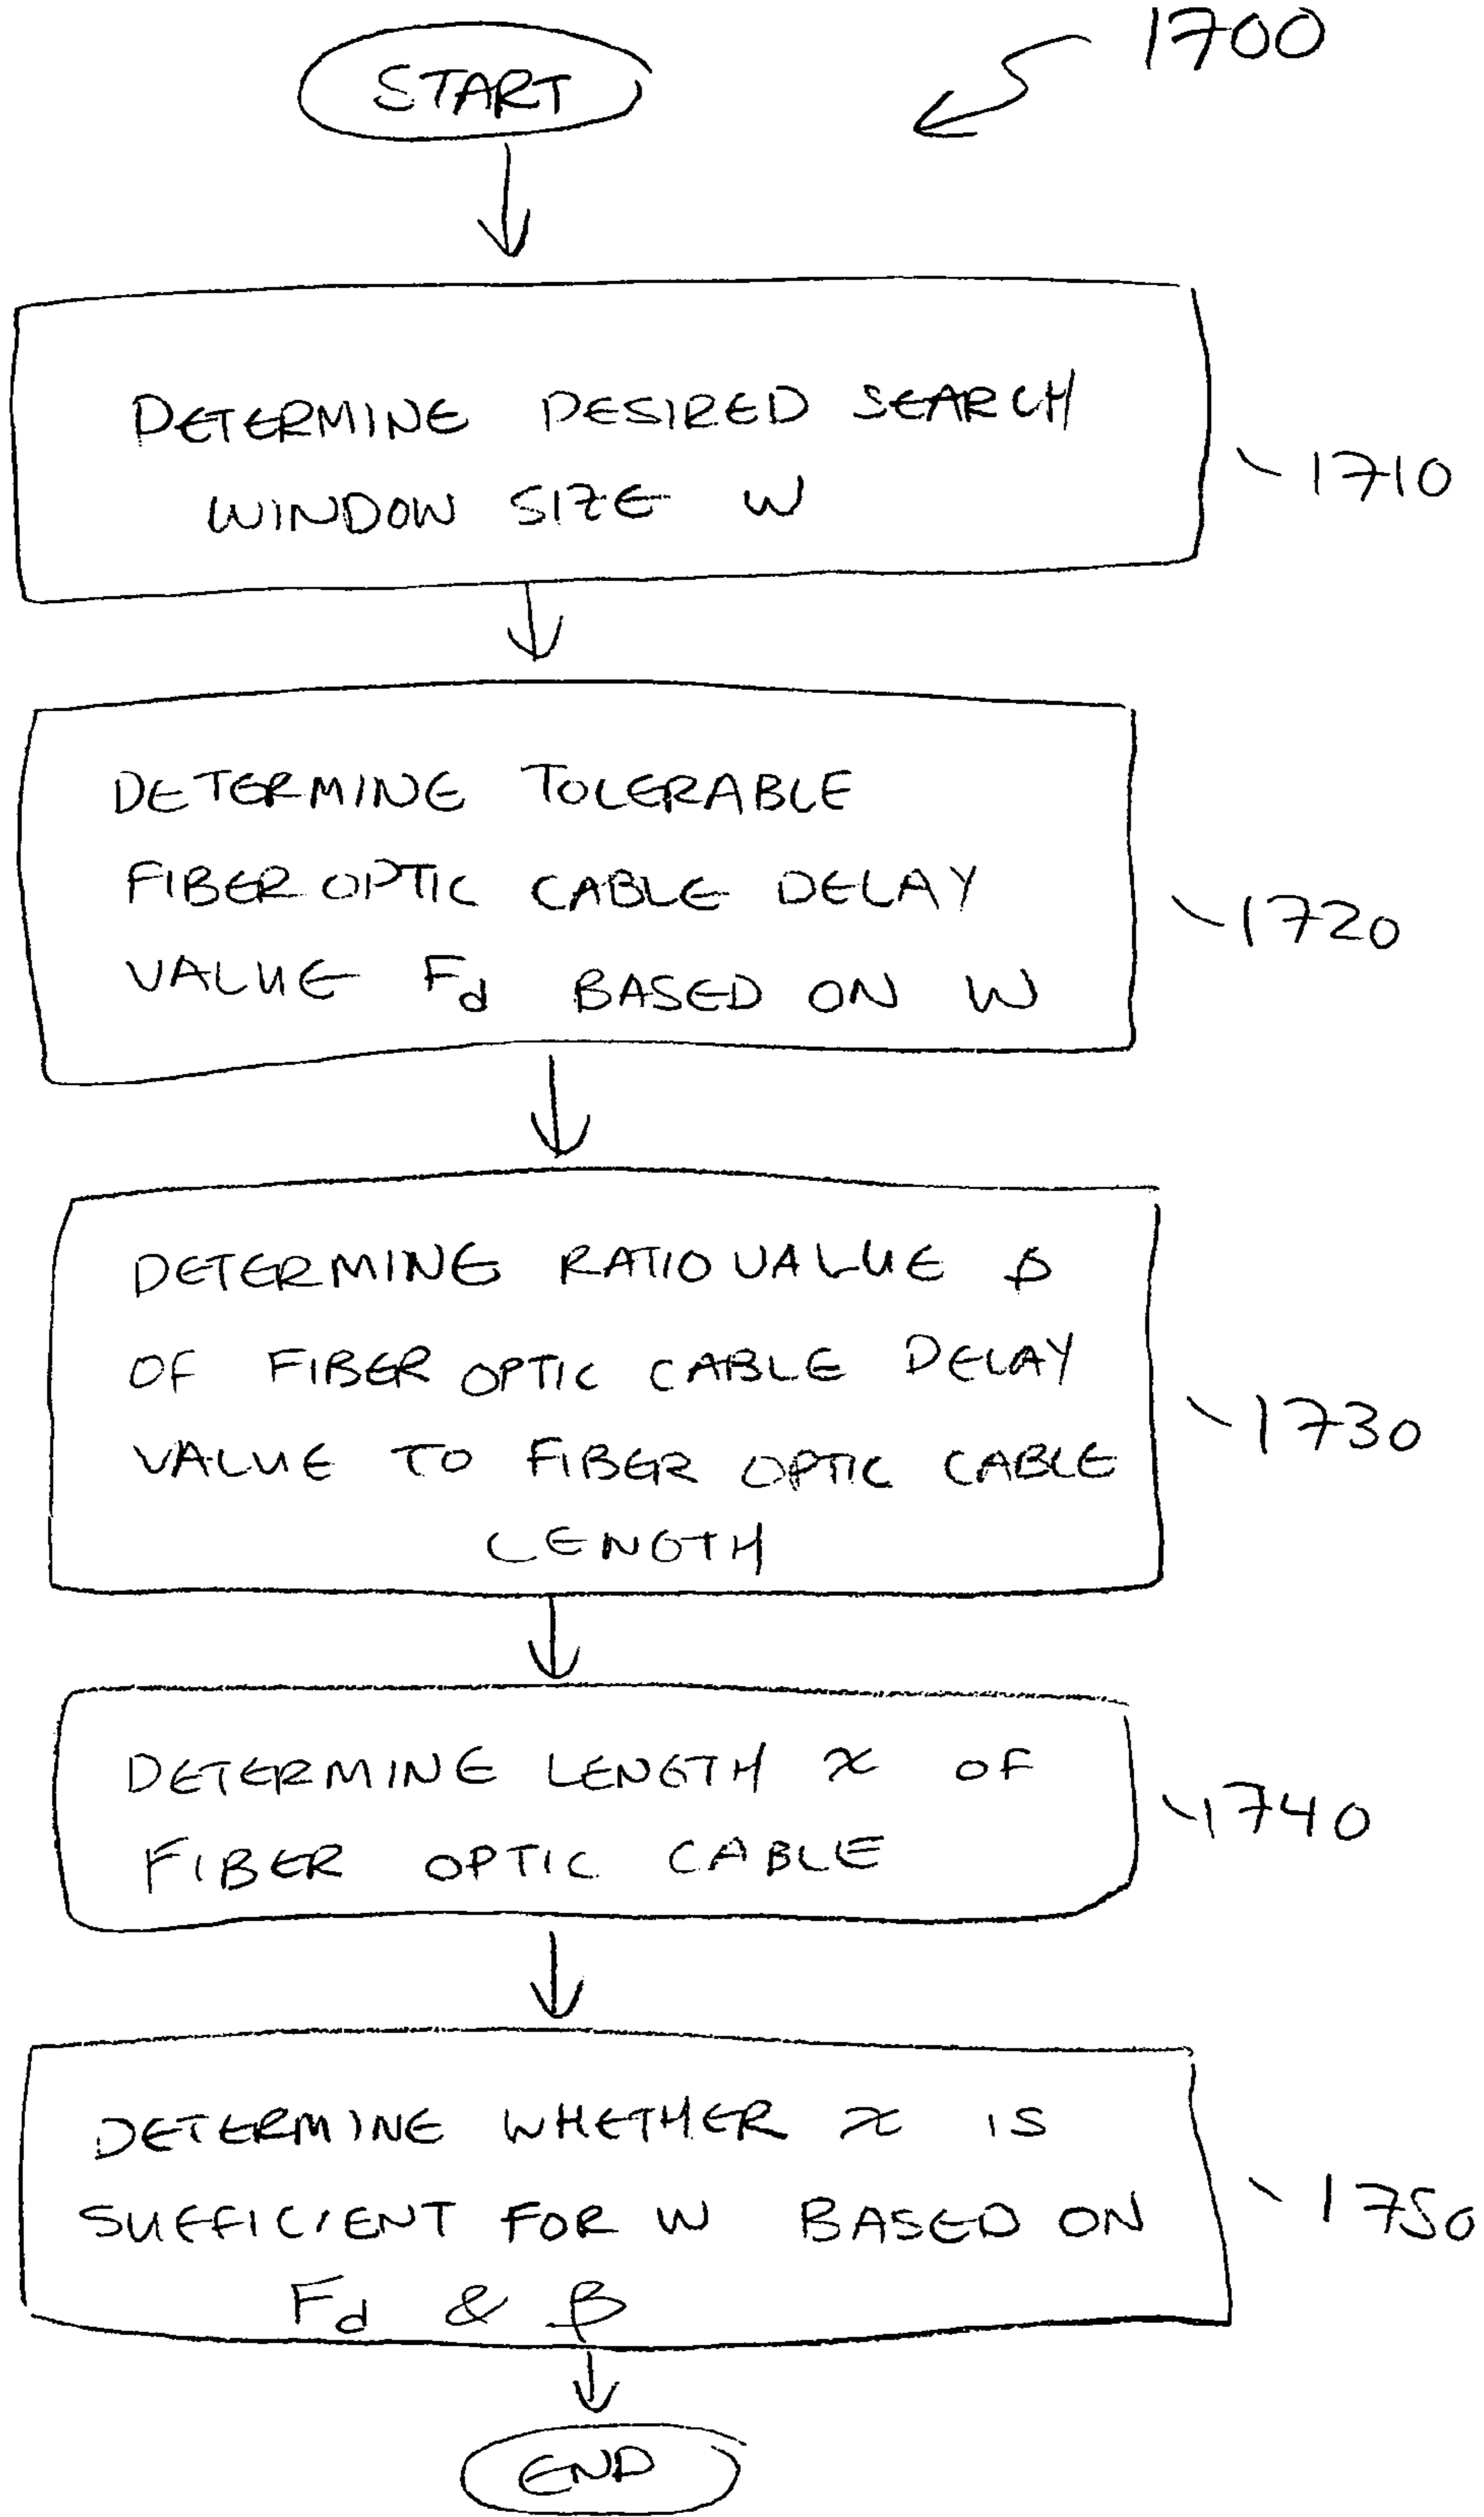 START
1700
DETERMINE DESIRED SEARCH
WINDOW SIZE W
1710
DETERMINE TOLERABLE
FIBER OPTIC CABLE DELAY
VALUE Fd BASED ON W
1720
DETERMINE RATIO VALUE β
OF FIBER OPTIC CABLE DELAY
VALUE TO FIBER OPTIC CABLE
LENGTH
1730
DETERMINE LENGTH x OF
FIBER OPTIC CABLE
1740
DETERMINE WHETHER x IS
SUFFICIENT FOR W BASED ON
Fd & β
1750
END